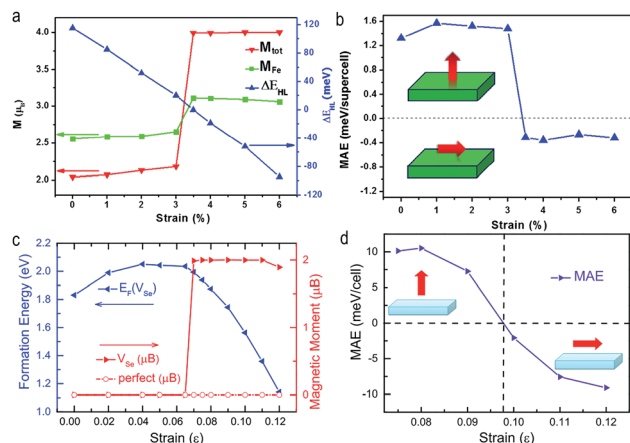 a
M (μB)
4.0
3.5
3.0
2.5
2.0
Mtot
MFe
ΔEHL
120
80
40
0
-40
-80
-120
ΔEHL (meV)
0 1 2 3 4 5 6
Strain (%)
b
MAE (meV/supercell)
1.6
1.2
0.8
0.4
0.0
-0.4
-0.8
-1.2
0 1 2 3 4 5 6
Strain (%)
c
Formation Energy (eV)
2.2
2.0
1.8
1.6
1.4
1.2
1.0
EF(VSe)
VSe (μB)
perfect (μB)
2
1
0
Magnetic Moment (μB)
0.00 0.02 0.04 0.06 0.08 0.10 0.12
Strain (ε)
d
MAE (meV/cell)
10
5
0
-5
-10
MAE
0.08 0.09 0.10 0.11 0.12
Strain (ε)